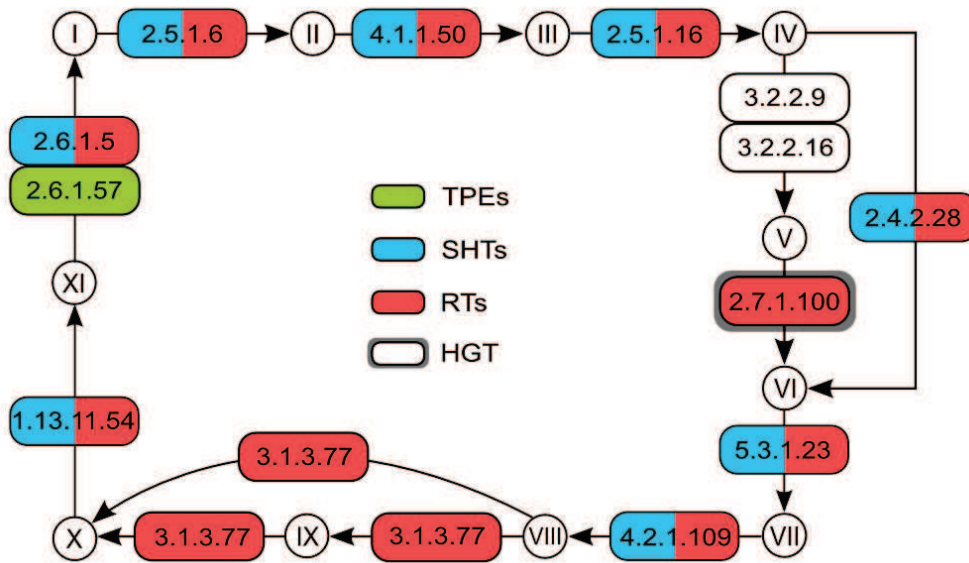 I
2.5.1.6
II
4.1.1.50
III
2.5.1.16
IV
3.2.2.9
3.2.2.16
2.4.2.28
V
2.7.1.100
VI
5.3.1.23
VII
4.2.1.109
VIII
3.1.3.77
3.1.3.77
IX
3.1.3.77
X
1.13.11.54
XI
2.6.1.57
2.6.1.5
TPEs
SHTs
RTs
HGT